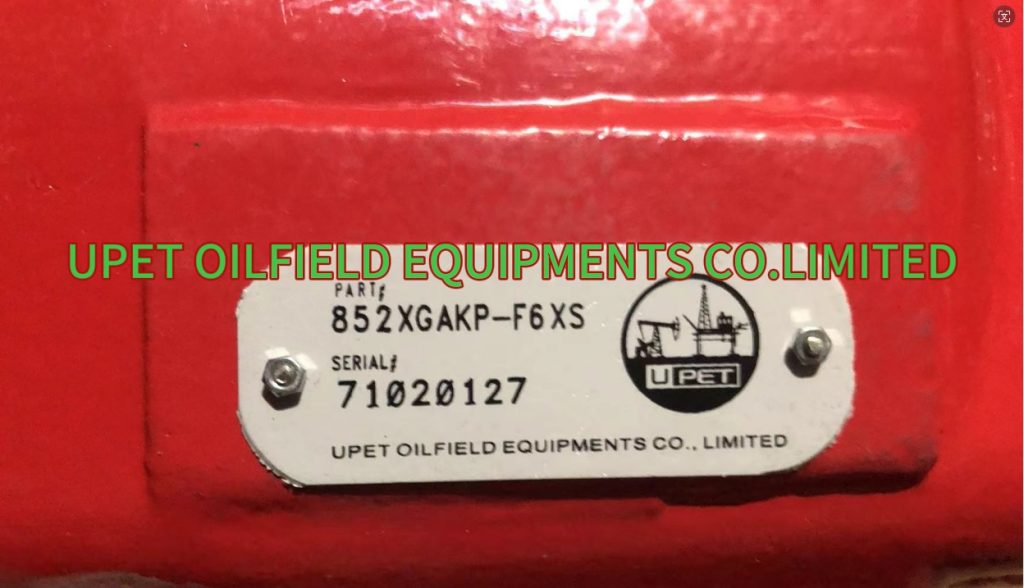 UPET OILFIELD EQUIPMENTS CO.LIMITED
PART#
852XGAKP-F6XS
SERIAL#
71020127
UPET
UPET OILFIELD EQUIPMENTS CO., LIMITED